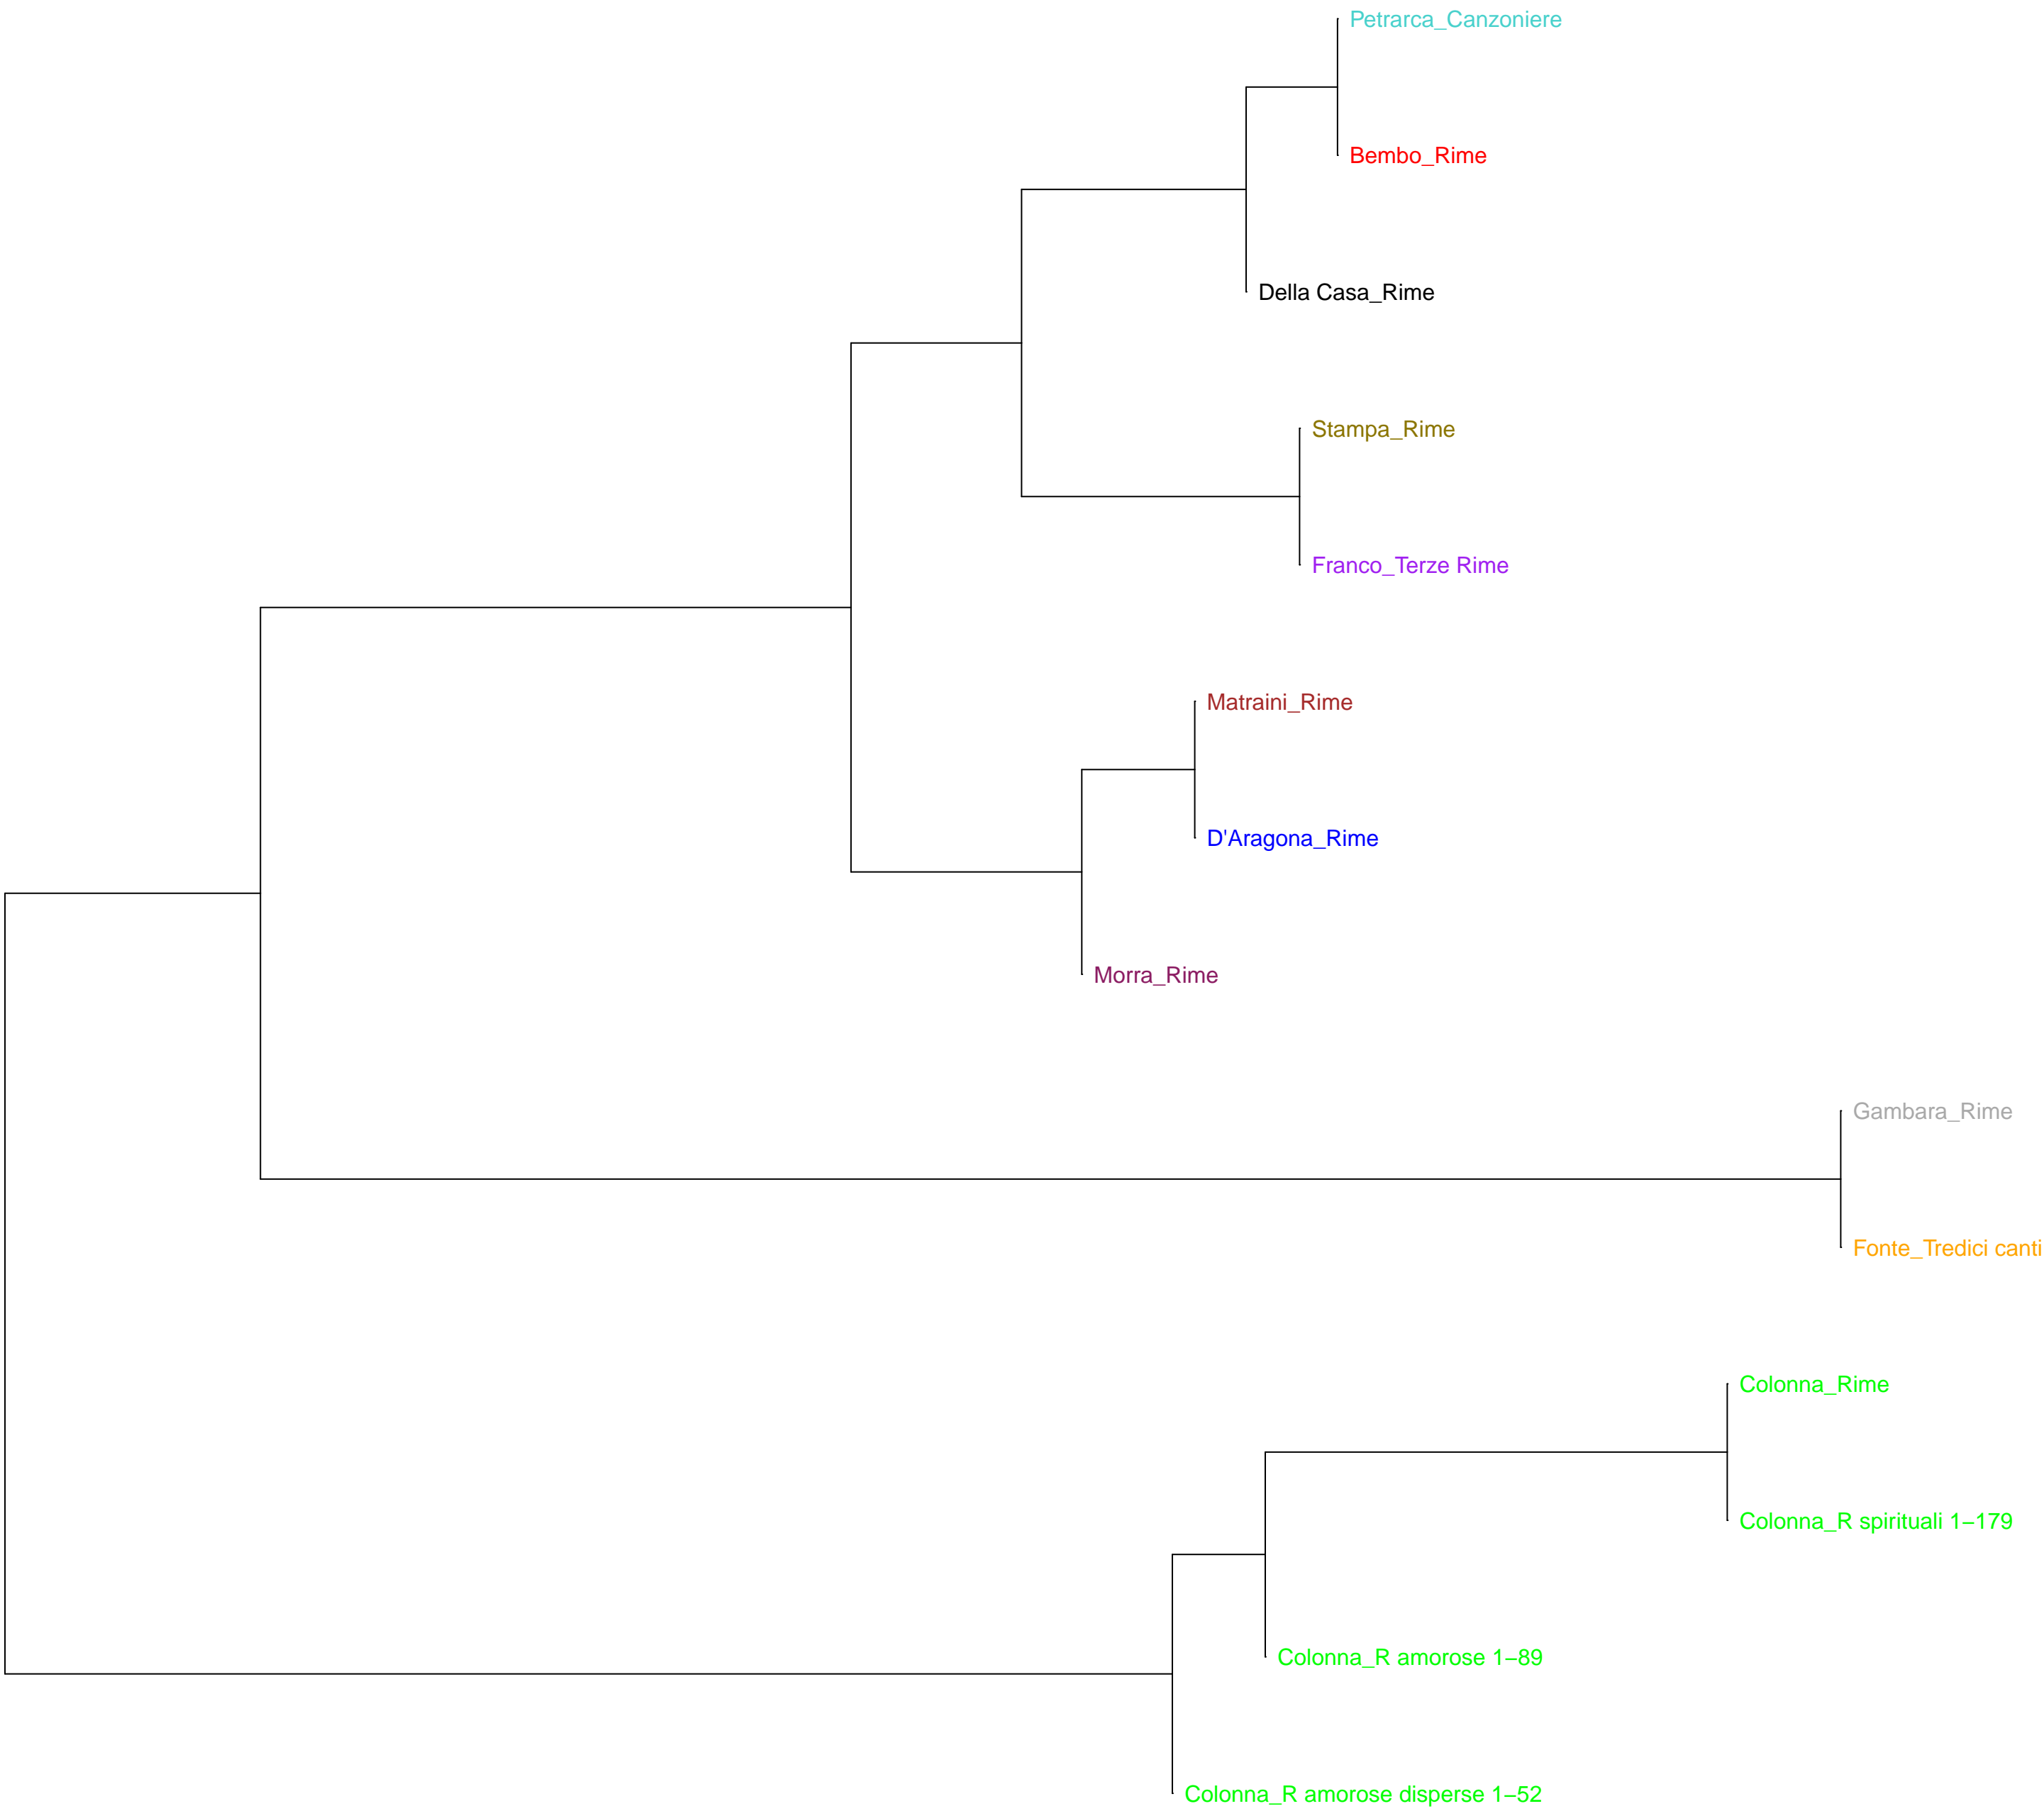 Petrarca_Canzoniere
Bembo_Rime
Della Casa_Rime
Stampa_Rime
Franco_Terze Rime
Matraini_Rime
D'Aragona_Rime
Morra_Rime
Gambara_Rime
Fonte_Tredici canti
Colonna_Rime
Colonna_R spirituali 1–179
Colonna_R amorose 1–89
Colonna_R amorose disperse 1–52